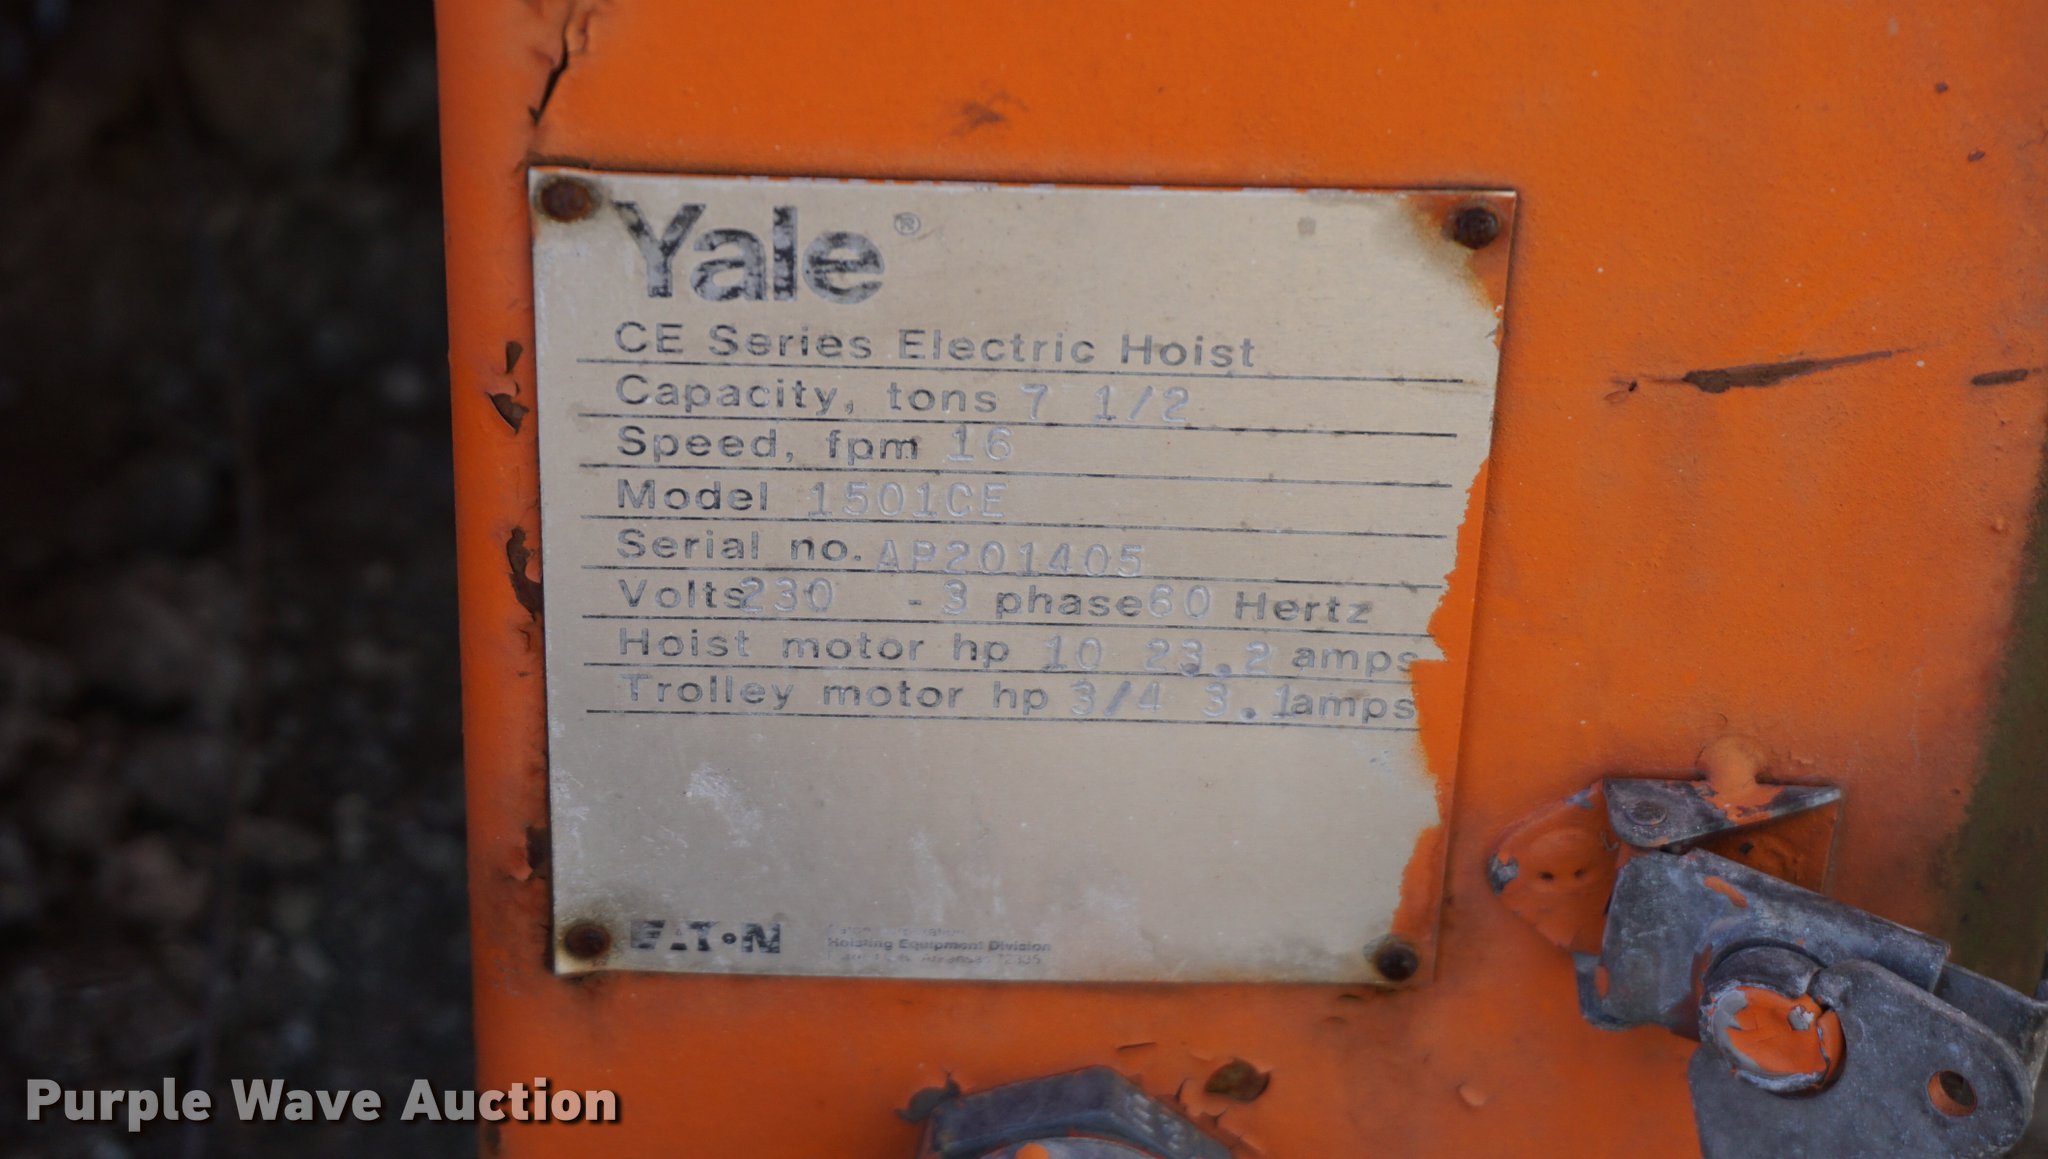 Yale®
CE Series Electric Hoist
Capacity, tons 7 1/2
Speed, fpm 16
Model 1501CE
Serial no. AP201405
Volts 230 - 3 phase 60 Hertz
Hoist motor hp 10 23.2 amps
Trolley motor hp 3/4 3.1 amps
EATON
Hoisting Equipment Division
Purple Wave Auction